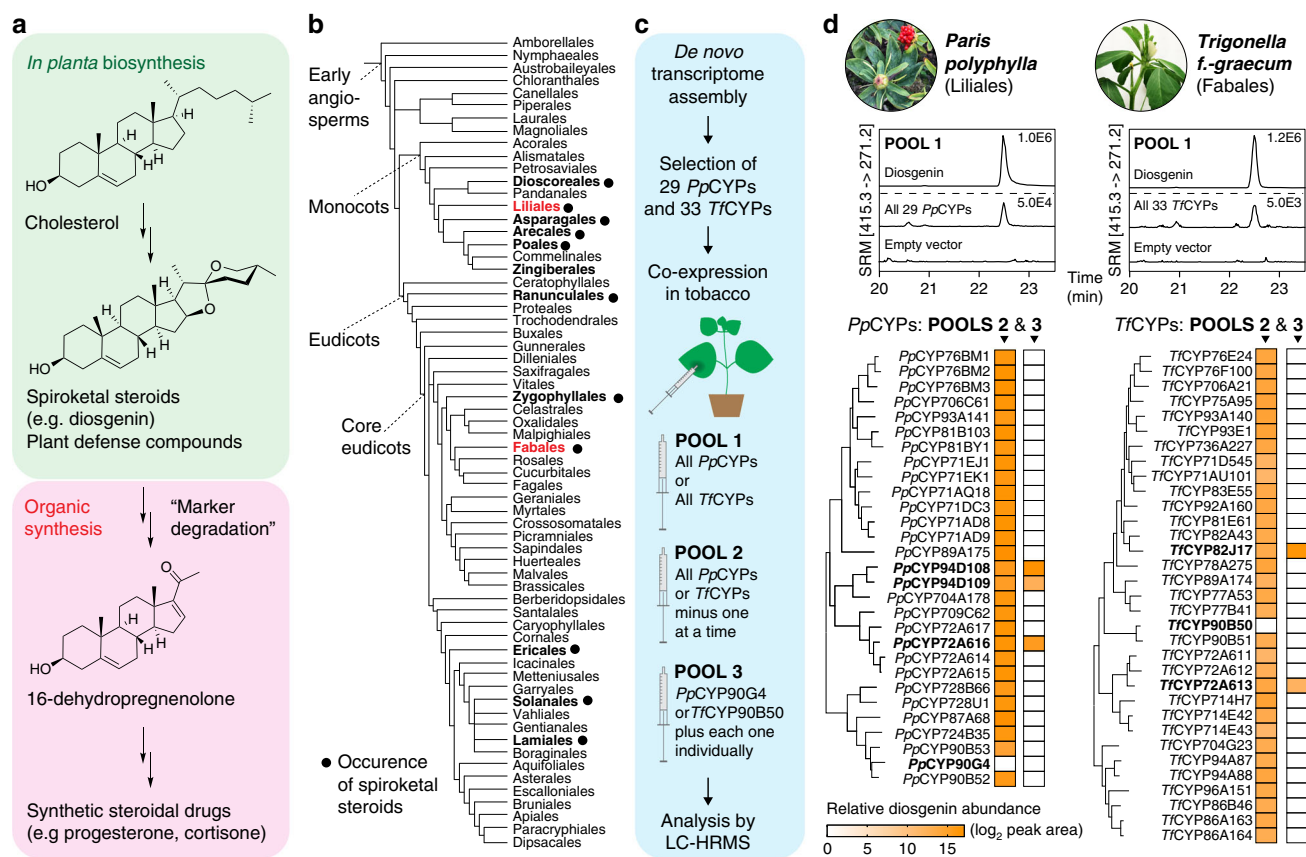 a
In planta biosynthesis
H
H
H
H
HO
Cholesterol
O
O
H
H
H
H
HO
Spiroketal steroids
(e.g. diosgenin)
Plant defense compounds
Organic
synthesis
“Marker
degradation”
O
H
H
H
HO
16-dehydropregnenolone
Synthetic steroidal drugs
(e.g progesterone, cortisone)
b
Early
angio-
sperms
Monocots
Eudicots
Core
eudicots
Amborellales
Nymphaeales
Austrobaileyales
Chloranthales
Canellales
Piperales
Laurales
Magnoliales
Acorales
Alismatales
Petrosaviales
Dioscoreales
Pandanales
Liliales
Asparagales
Arecales
Poales
Commelinales
Zingiberales
Ceratophyllales
Ranunculales
Proteales
Trochodendrales
Buxales
Gunnerales
Dilleniales
Saxifragales
Vitales
Zygophyllales
Celastrales
Oxalidales
Malpighiales
Fabales
Rosales
Cucurbitales
Fagales
Geraniales
Myrtales
Crossosomatales
Picramniales
Sapindales
Huerteales
Malvales
Brassicales
Berberidopsidales
Santalales
Caryophyllales
Cornales
Ericales
Icacinales
Metteniusales
Garryales
Solanales
Vahliales
Gentianales
Lamiales
Boraginales
Aquifoliales
Asterales
Escalloniales
Bruniales
Apiales
Paracryphiales
Dipsacales
Occurence
of spiroketal
steroids
c
De novo
transcriptome
assembly
Selection of
29 PpCYPs
and 33 TfCYPs
Co-expression
in tobacco
POOL 1
All PpCYPs
or
All TfCYPs
POOL 2
All PpCYPs
or TfCYPs
minus one
at a time
POOL 3
PpCYP90G4
orTfCYP90B50
plus each one
individually
Analysis by
LC-HRMS
d
Paris
polyphylla
(Liliales)
SRM [415.3 -> 271.2]
POOL 1
1.0E6
Diosgenin
All 29 PpCYPs
5.0E4
Empty vector
20 21 22 23
Time
(min)
Trigonella
f.-graecum
(Fabales)
SRM [415.3 -> 271.2]
POOL 1
1.2E6
Diosgenin
All 33 TfCYPs
5.0E3
Empty vector
20 21 22 23
PpCYPs: POOLS 2 & 3
PpCYP76BM1
PpCYP76BM2
PpCYP76BM3
PpCYP706C61
PpCYP93A141
PpCYP81B103
PpCYP81BY1
PpCYP71EJ1
PpCYP71EK1
PpCYP71AQ18
PpCYP71DC3
PpCYP71AD8
PpCYP71AD9
PpCYP89A175
PpCYP94D108
PpCYP94D109
PpCYP704A178
PpCYP709C62
PpCYP72A617
PpCYP72A616
PpCYP72A614
PpCYP72A615
PpCYP728B66
PpCYP728U1
PpCYP87A68
PpCYP724B35
PpCYP90B53
PpCYP90G4
PpCYP90B52
Relative diosgenin abundance
(log2 peak area)
0 5 10 15
TfCYPs: POOLS 2 & 3
TfCYP76E24
TfCYP76F100
TfCYP706A21
TfCYP75A95
TfCYP93A140
TfCYP93E1
TfCYP736A227
TfCYP71D545
TfCYP71AU101
TfCYP83E55
TfCYP92A160
TfCYP81E61
TfCYP82A43
TfCYP82J17
TfCYP78A275
TfCYP89A174
TfCYP77A53
TfCYP77B41
TfCYP90B50
TfCYP90B51
TfCYP72A611
TfCYP72A612
TfCYP72A613
TfCYP714H7
TfCYP714E42
TfCYP714E43
TfCYP704G23
TfCYP94A87
TfCYP94A88
TfCYP96A151
TfCYP86B46
TfCYP86A163
TfCYP86A164